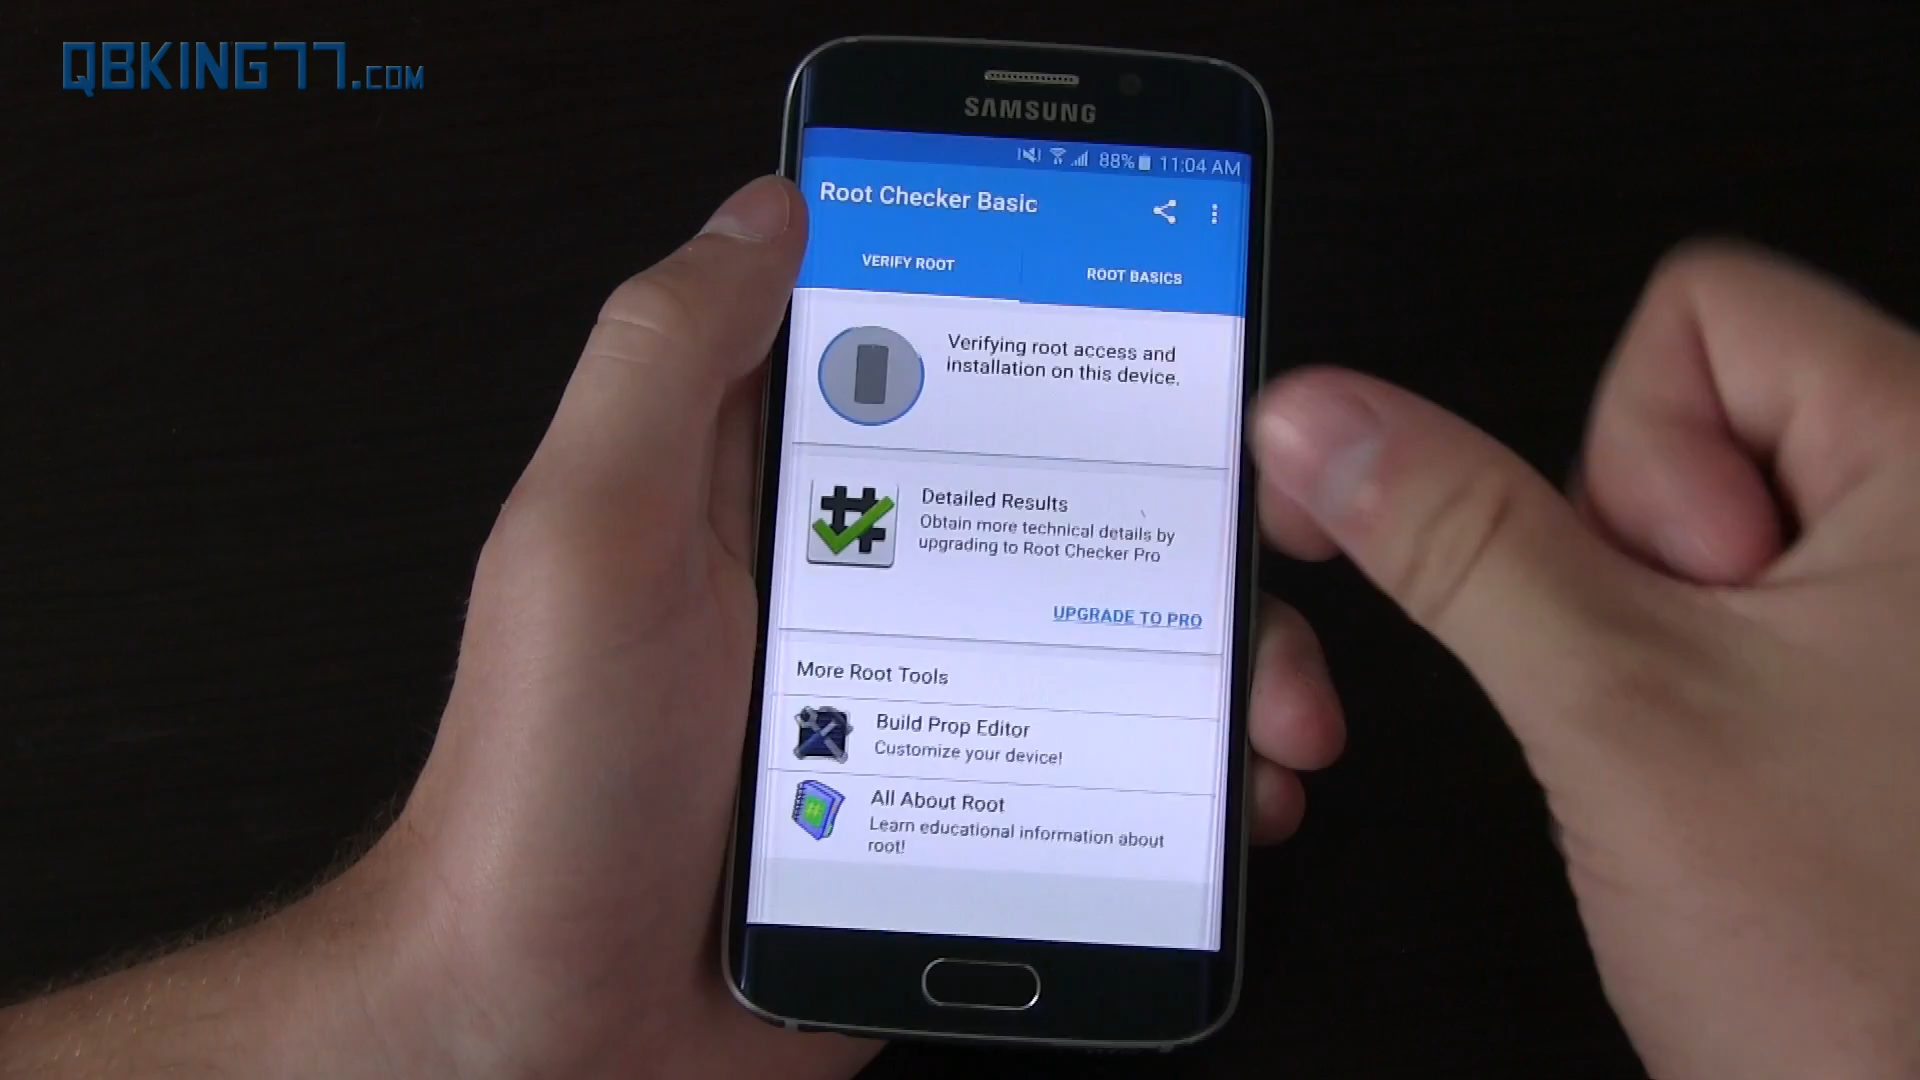 QBKING77.COM
SAMSUNG
88% 11:04 AM
Root Checker Basic
VERIFY ROOT
ROOT BASICS
Verifying root access and
installation on this device.
Detailed Results
Obtain more technical details by
upgrading to Root Checker Pro
UPGRADE TO PRO
More Root Tools
Build Prop Editor
Customize your device!
All About Root
Learn educational information about
root!